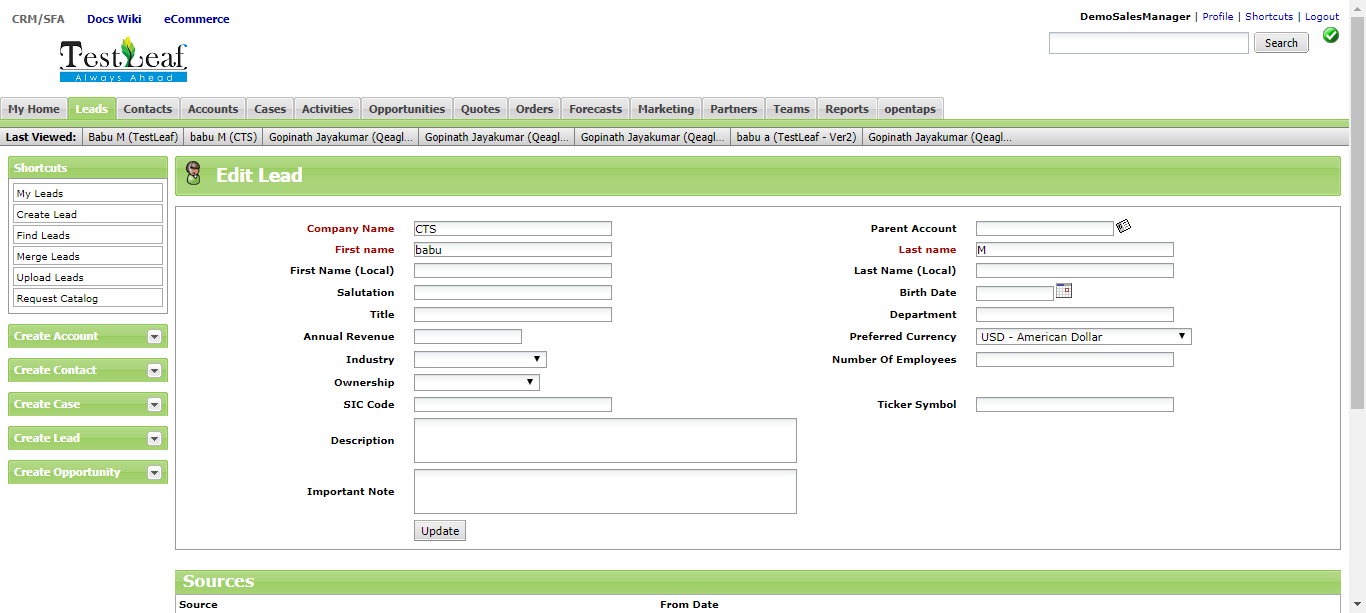 CRM/SFA Docs Wiki eCommerce
DemoSalesManager | Profile | Shortcuts | Logout
TestLeaf
Always Ahead
Search
My Home Leads Contacts Accounts Cases Activities Opportunities Quotes Orders Forecasts Marketing Partners Teams Reports opentaps
Last Viewed: Babu M (TestLeaf) babu M (CTS) Gopinath Jayakumar (Qeagl... Gopinath Jayakumar (Qeagl... Gopinath Jayakumar (Qeagl... babu a (TestLeaf - Ver2) Gopinath Jayakumar (Qeagl...
Shortcuts
My Leads
Create Lead
Find Leads
Merge Leads
Upload Leads
Request Catalog
Create Account
Create Contact
Create Case
Create Lead
Create Opportunity
Edit Lead
Company Name CTS Parent Account
First name babu Last name M
First Name (Local) Last Name (Local)
Salutation Birth Date
Title Department
Annual Revenue Preferred Currency USD - American Dollar
Industry Number Of Employees
Ownership
SIC Code Ticker Symbol
Description
Important Note
Update
Sources
Source From Date